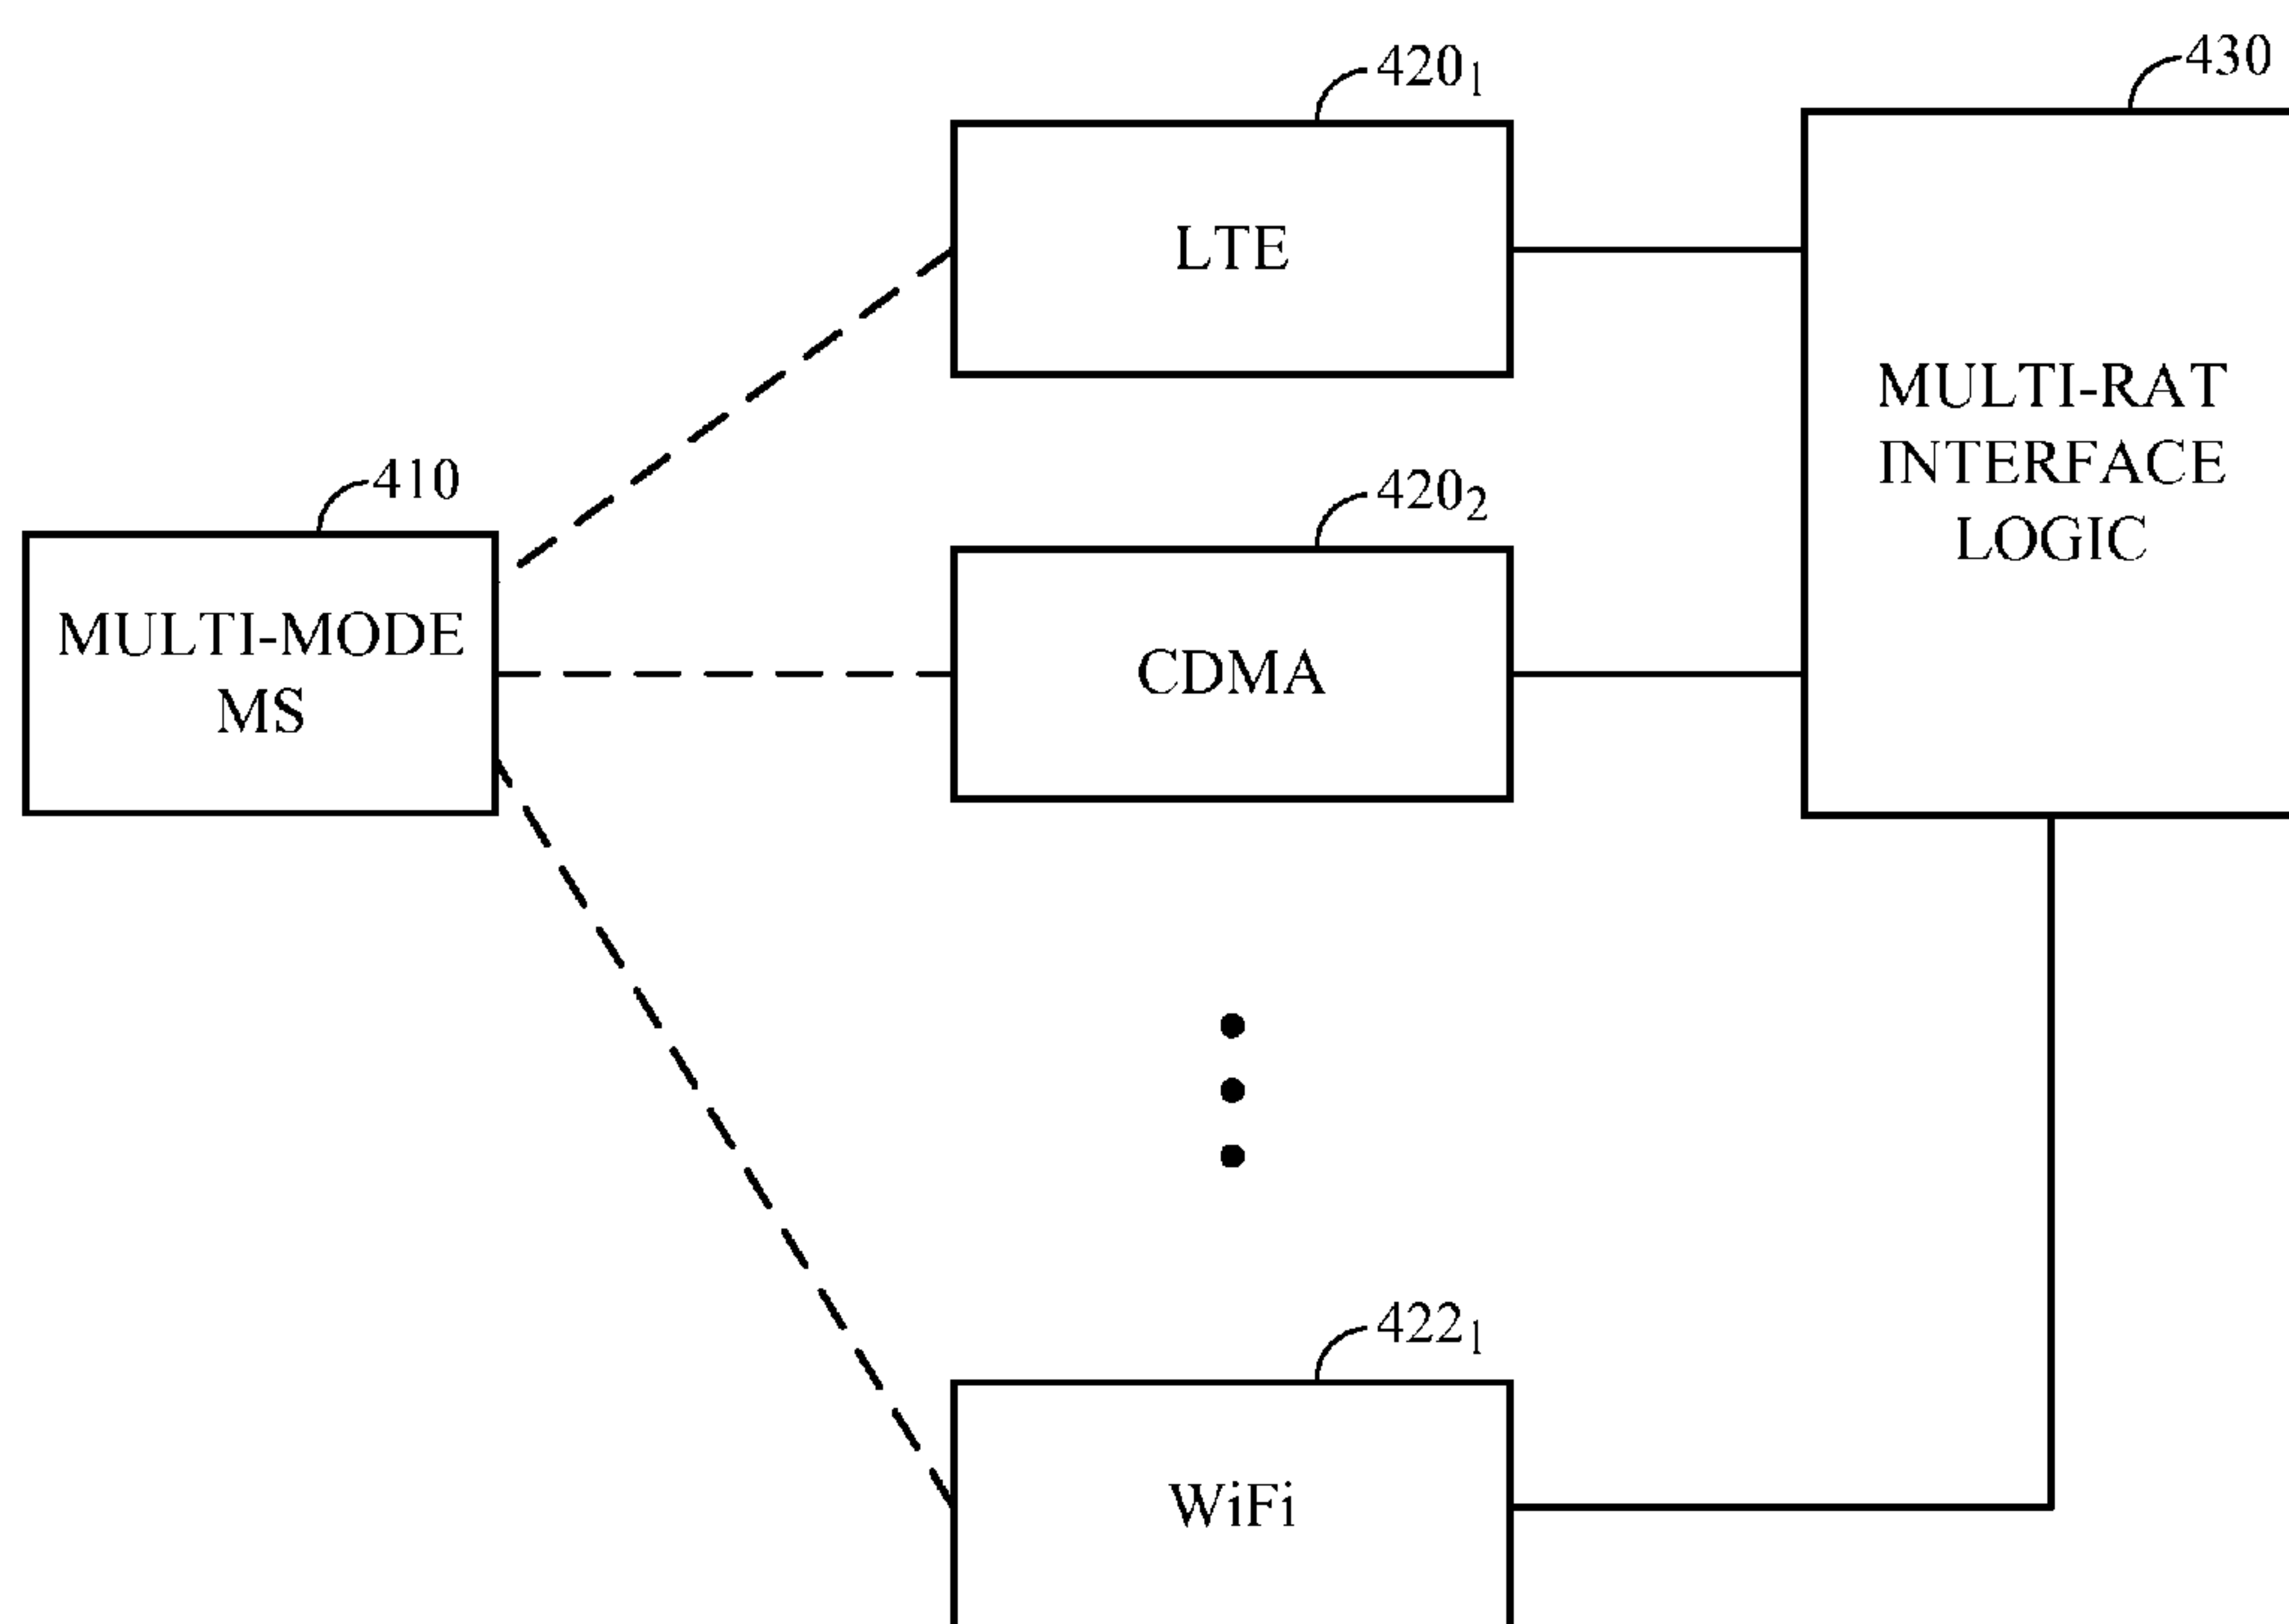 420₁
430
LTE
MULTI-RAT
INTERFACE
LOGIC
410
420₂
MULTI-MODE
MS
CDMA
422₁
WiFi